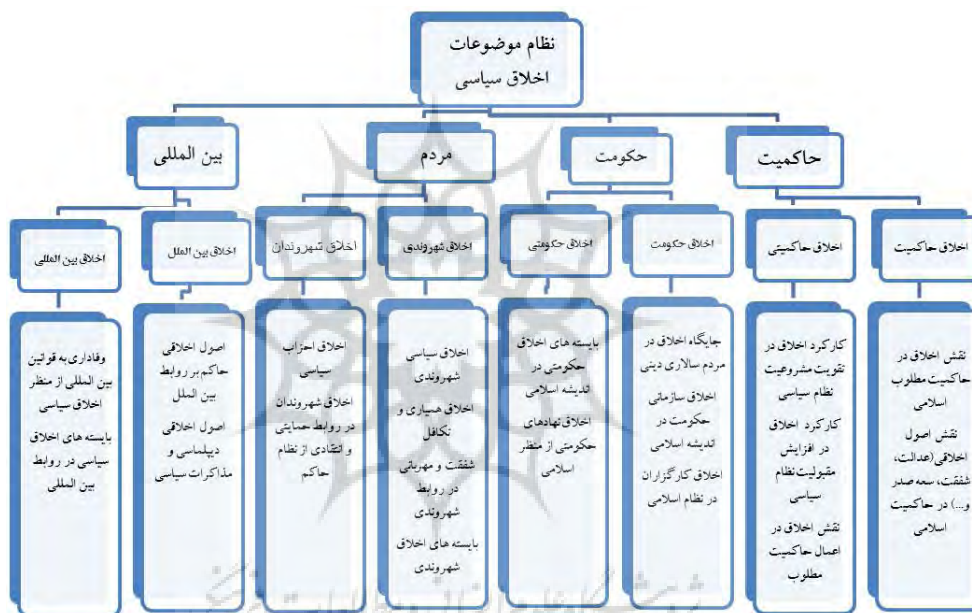 نظام موضوعات
اخلاق سیاسی
حاکمیت
حکومت
مردم
بین المللی
اخلاق حاکمیت
اخلاق حاکمیتی
اخلاق حکومت
اخلاق حکومتی
اخلاق شهروندی
اخلاق شهروندان
اخلاق بین الملل
اخلاق بین المللی
نقش اخلاق در
حاکمیت مطلوب
اسلامی
نقش اصول
اخلاقی (عدالت،
شفقت، سعه صدر
و...) در حاکمیت
اسلامی
کارکرد اخلاق در
تقویت مشروعیت
نظام سیاسی
کارکرد اخلاق
در افزایش
مقبولیت نظام
سیاسی
نقش اخلاق در
اعمال حاکمیت
مطلوب
جایگاه اخلاق در
مردم سالاری دینی
اخلاق سازمانی
حکومت در
اندیشه اسلامی
اخلاق کارگزاران
در نظام اسلامی
بایسته های اخلاق
حکومتی در
اندیشه اسلامی
اخلاق نهادهای
حکومتی از منظر
اسلامی
اخلاق سیاسی
شهروندی
اخلاق همیاری و
تکافل
شفقت و مهربانی
در روابط
شهروندی
بایسته های اخلاق
شهروندی
اخلاق احزاب
سیاسی
اخلاق شهروندان
در روابط حمایتی
و انتقادی از نظام
حاکم
اصول اخلاقی
حاکم بر روابط
بین الملل
اصول اخلاقی
دیپلماسی و
مذاکرات سیاسی
وفاداری به قوانین
بین المللی از منظر
اخلاق سیاسی
بایسته های اخلاق
سیاسی در روابط
بین المللی